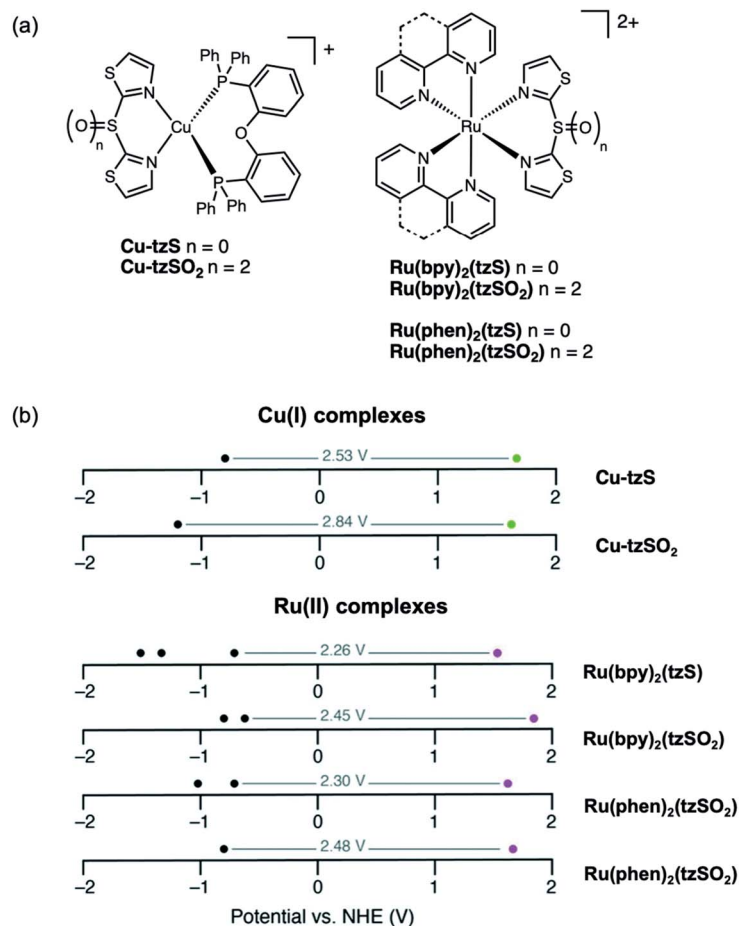 (a)
Ph Ph
P
S
N
(O)n=S
Cu
O
N
S
P
Ph Ph
+
Cu-tzS n = 0
Cu-tzSO₂ n = 2
2+
N
N
N
S
Ru
S=(O)n
N
N
N
S
Ru(bpy)₂(tzS) n = 0
Ru(bpy)₂(tzSO₂) n = 2
Ru(phen)₂(tzS) n = 0
Ru(phen)₂(tzSO₂) n = 2
(b)
Cu(I) complexes
2.53 V
–2 –1 0 1 2
Cu-tzS
2.84 V
–2 –1 0 1 2
Cu-tzSO₂
Ru(II) complexes
2.26 V
–2 –1 0 1 2
Ru(bpy)₂(tzS)
2.45 V
–2 –1 0 1 2
Ru(bpy)₂(tzSO₂)
2.30 V
–2 –1 0 1 2
Ru(phen)₂(tzSO₂)
2.48 V
–2 –1 0 1 2
Ru(phen)₂(tzSO₂)
Potential vs. NHE (V)